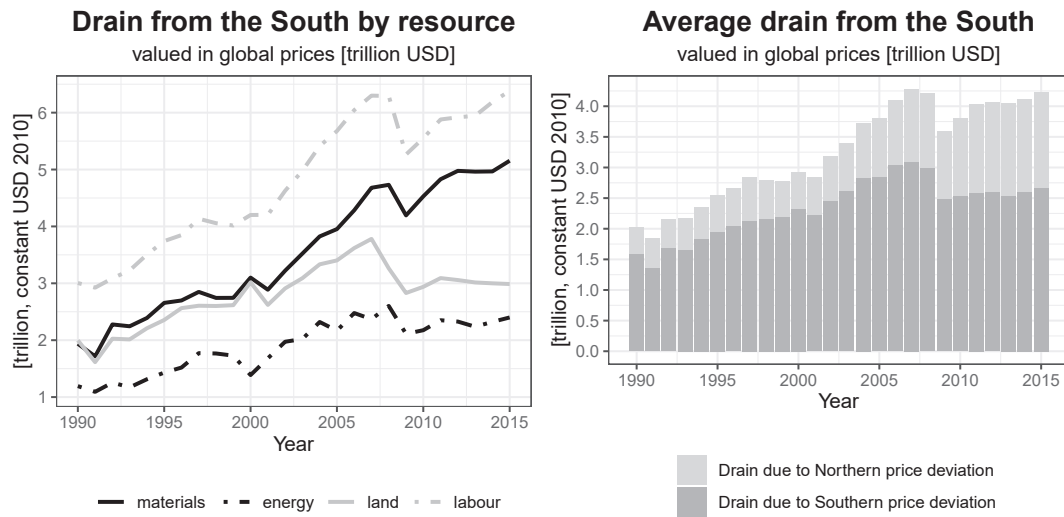 Drain from the South by resource
valued in global prices [trillion USD]
[trillion, constant USD 2010]
6
5
4
3
2
1
1990 1995 2000 2005 2010 2015
Year
materials energy land labour
Average drain from the South
valued in global prices [trillion USD]
[trillion, constant USD 2010]
4.0
3.5
3.0
2.5
2.0
1.5
1.0
0.5
0.0
1990 1995 2000 2005 2010 2015
Year
Drain due to Northern price deviation
Drain due to Southern price deviation